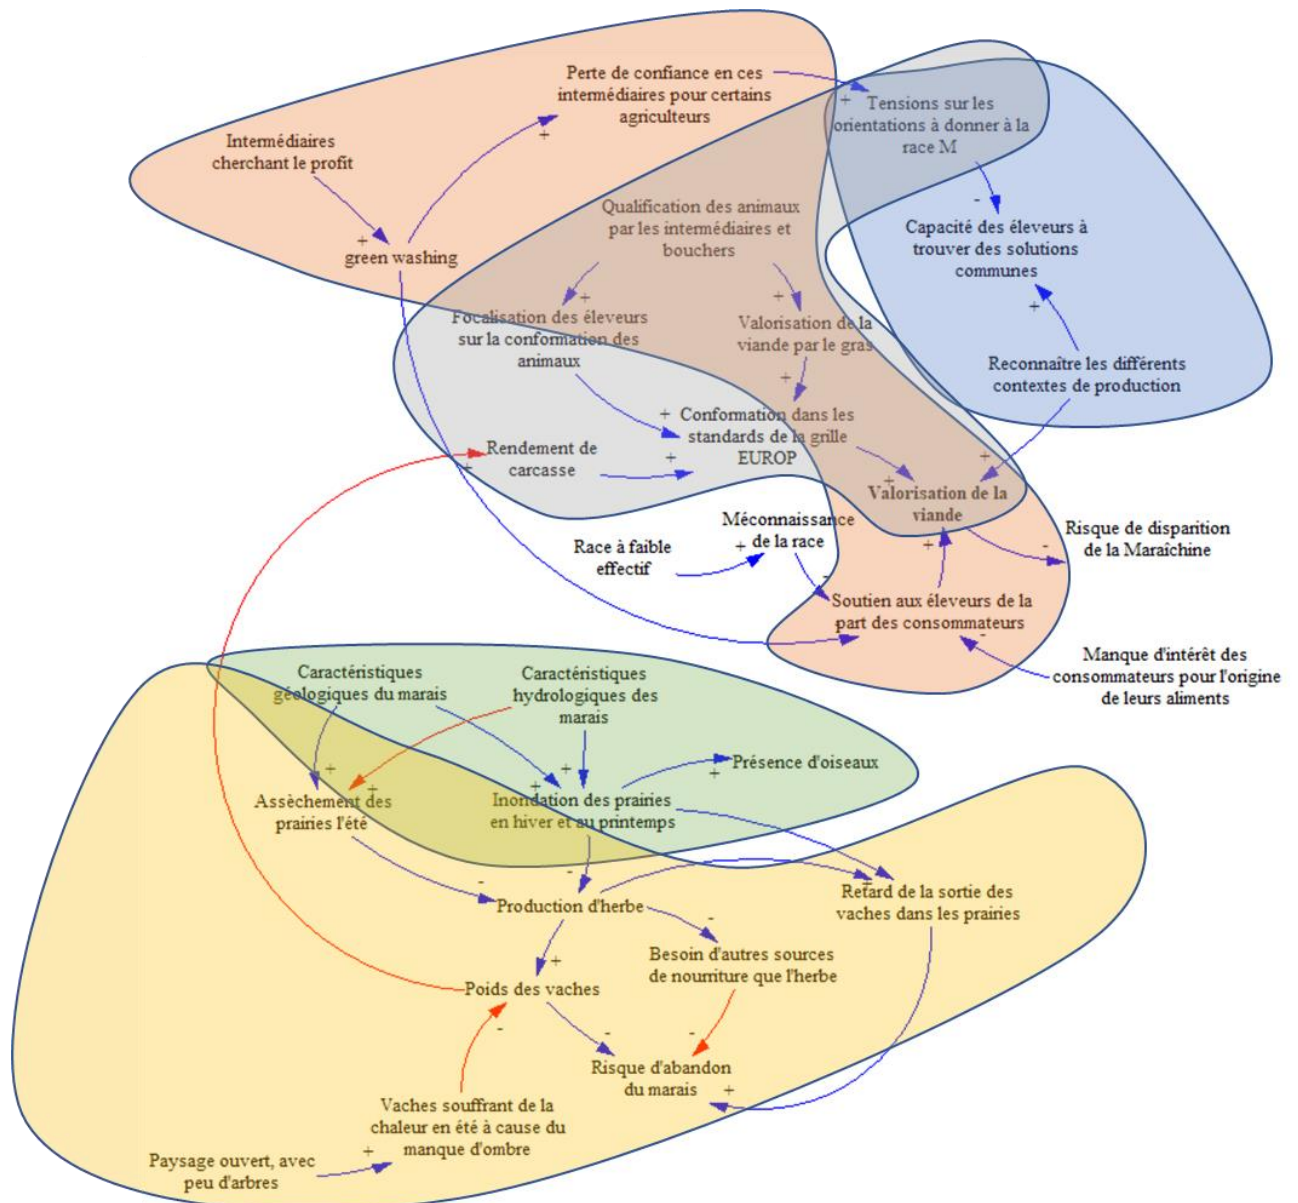 Perte de confiance en ces
intermédiaires pour certains
agriculteurs
+
Intermédiaires
cherchant le profit
+
green washing
+
Tensions sur les
orientations à donner à la
race M
-
Capacité des éleveurs à
trouver des solutions
communes
+
Reconnaître les différents
contextes de production
Qualification des animaux
par les intermédiaires et
bouchers
+
+
Focalisation des éleveurs
sur la conformation des
animaux
Valorisation de la
viande par le gras
+
+
Conformation dans les
standards de la grille
EUROP
+
Rendement de
carcasse
+
+
+
Valorisation de la
viande
Méconnaissance
de la race
+
Race à faible
effectif
-
+
-
Risque de disparition
de la Maraîchine
Soutien aux éleveurs de la
part des consommateurs
-
Manque d'intérêt des
consommateurs pour l'origine
de leurs aliments
Caractéristiques
géologiques du marais
Caractéristiques
hydrologiques des
marais
+
+
+
+
+
Présence d'oiseaux
Assèchement des
prairies l'été
Inondation des prairies
en hiver et au printemps
-
-
+
Production d'herbe
Retard de la sortie des
vaches dans les prairies
-
+
Besoin d'autres sources
de nourriture que l'herbe
Poids des vaches
-
-
-
Risque d'abandon
du marais
+
Vaches souffrant de la
chaleur en été à cause du
manque d'ombre
+
Paysage ouvert, avec
peu d'arbres